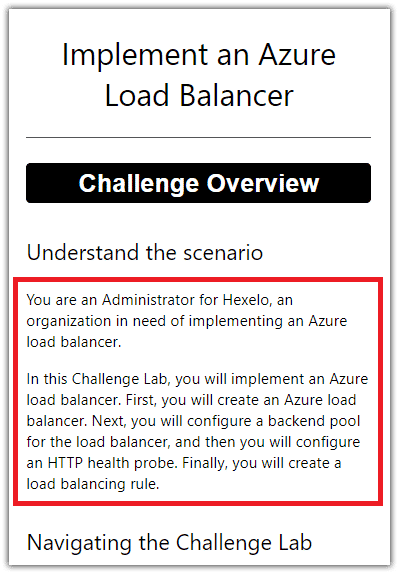 Implement an Azure
Load Balancer
Challenge Overview
Understand the scenario
You are an Administrator for Hexelo, an
organization in need of implementing an Azure
load balancer.
In this Challenge Lab, you will implement an Azure
load balancer. First, you will create an Azure load
balancer. Next, you will configure a backend pool
for the load balancer, and then you will configure
an HTTP health probe. Finally, you will create a
load balancing rule.
Navigating the Challenge Lab